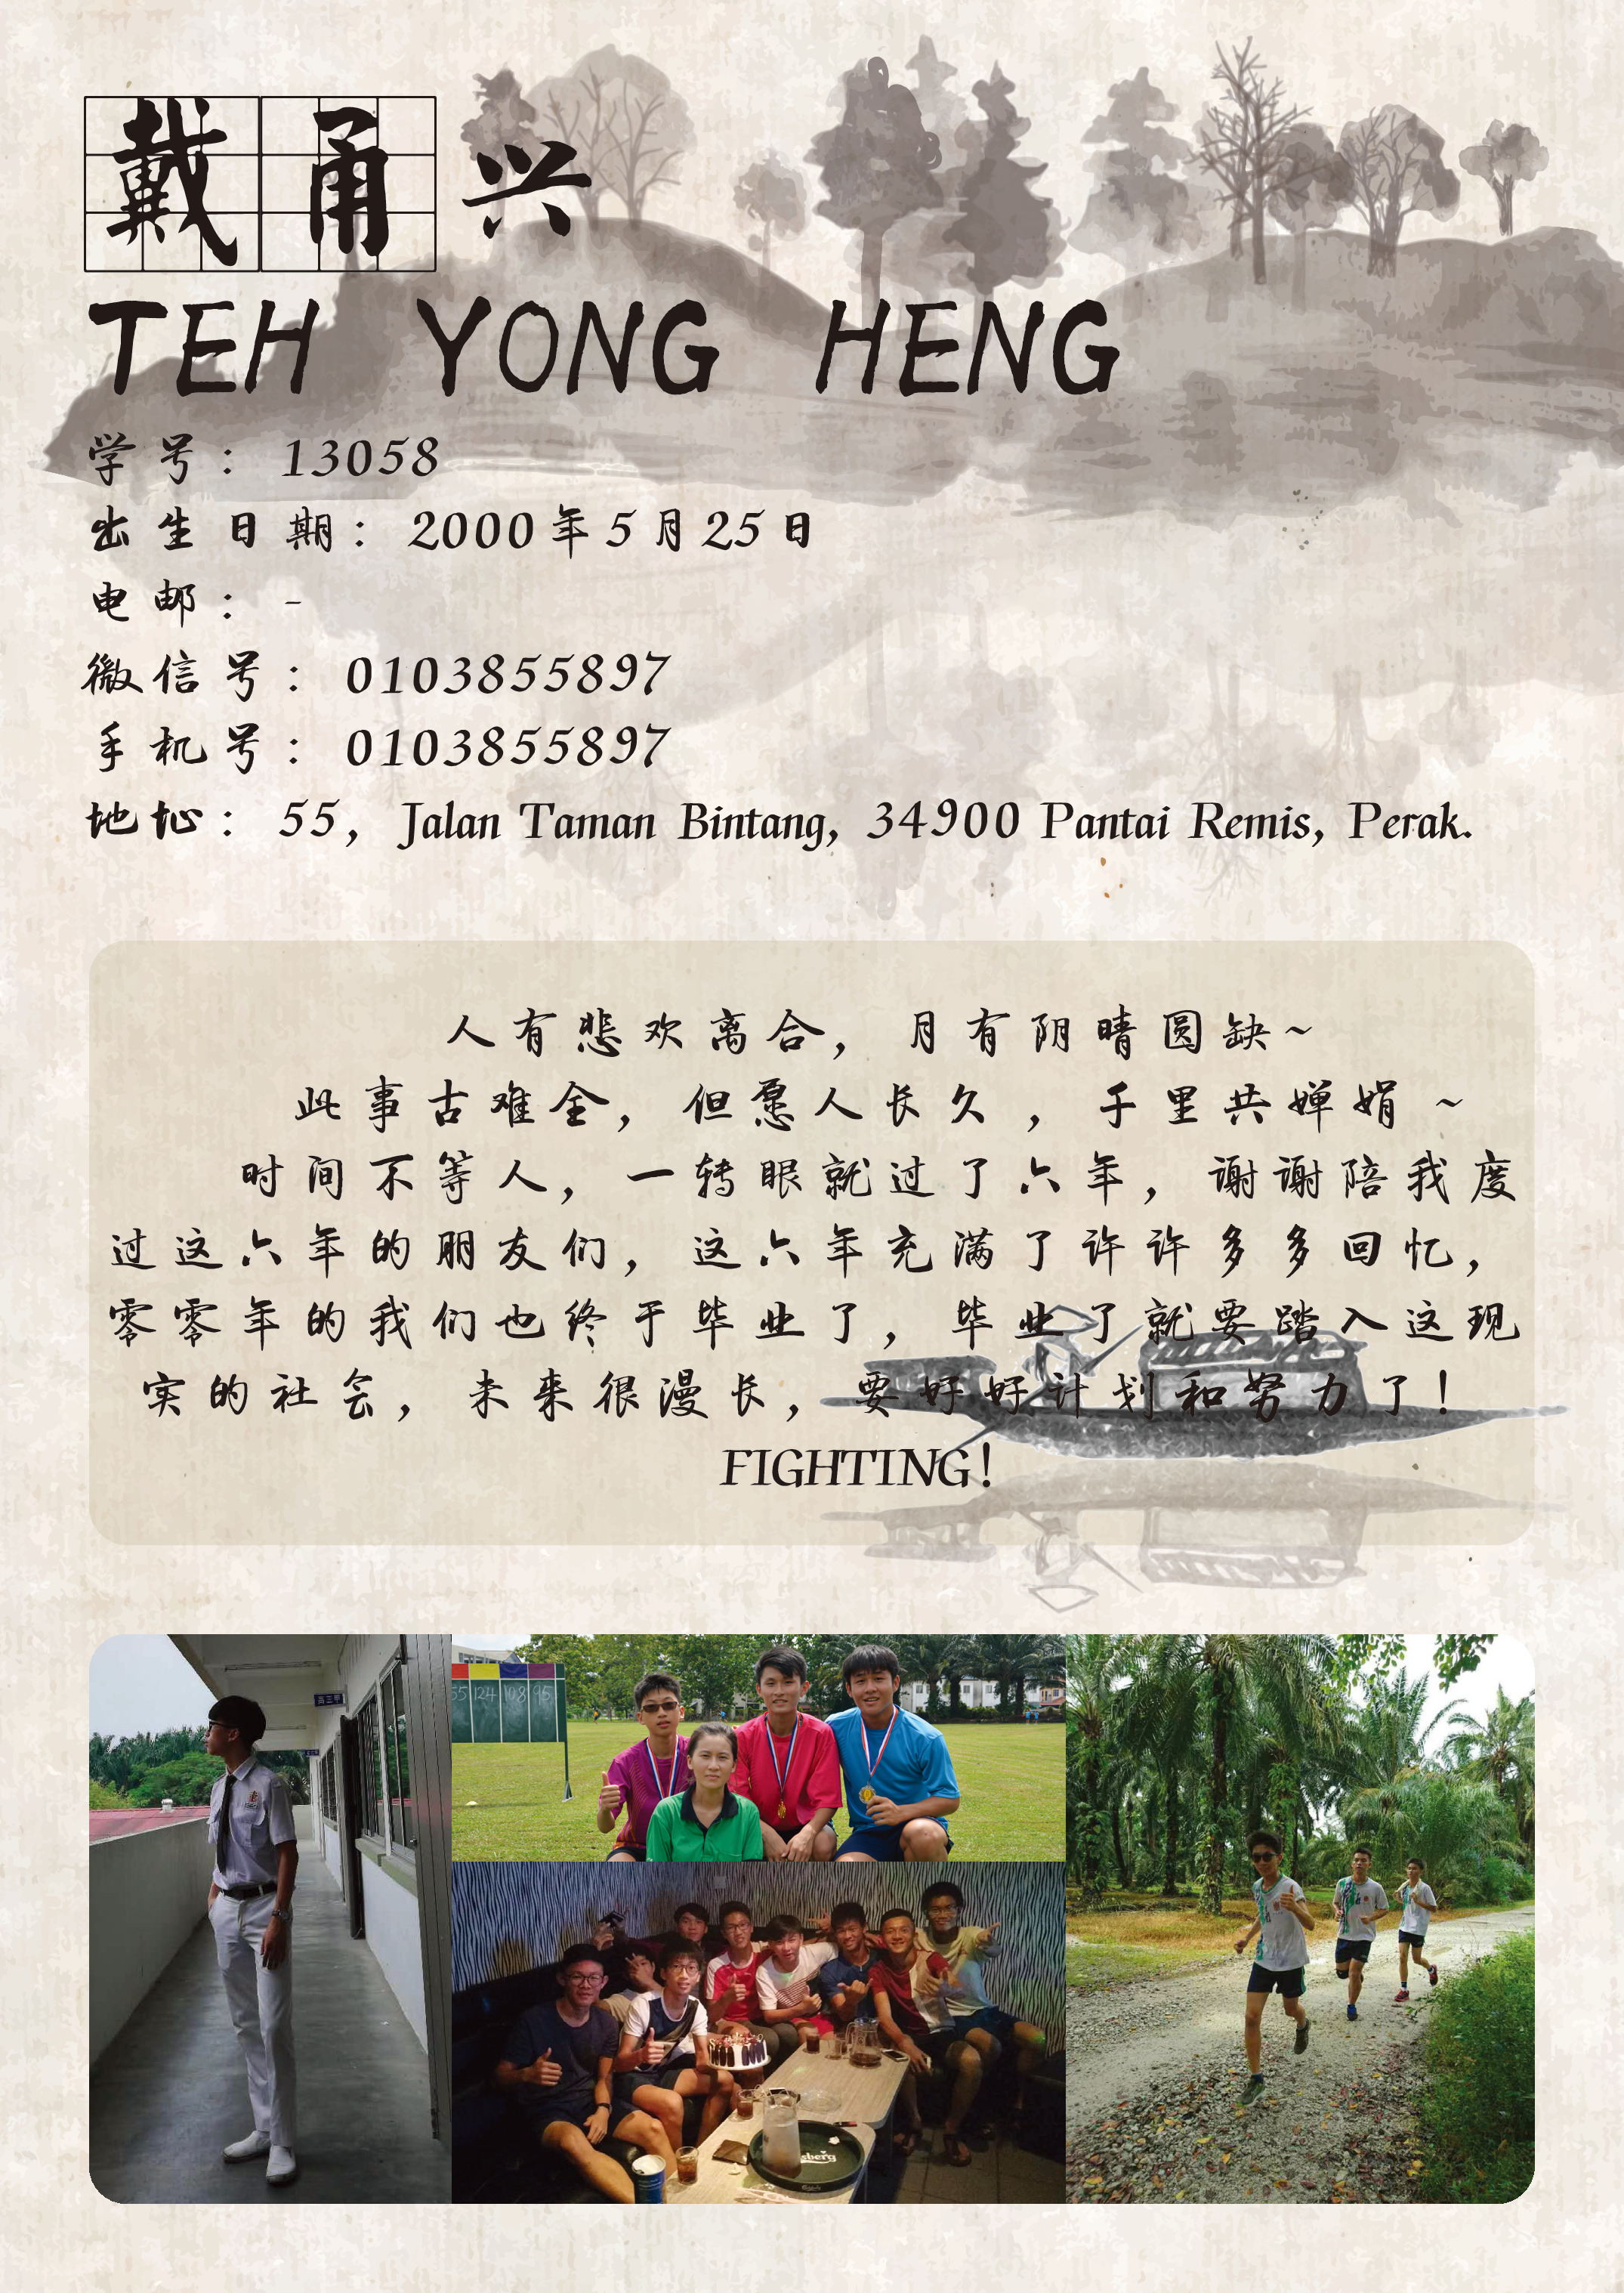 戴甬兴
TEH YONG HENG
学号： 13058
出生日期： 2000年5月25日
电邮： -
微信号： 0103855897
手机号： 0103855897
地址： 55, Jalan Taman Bintang, 34900 Pantai Remis, Perak.
人有悲欢离合，月有阴晴圆缺~
此事古难全，但愿人长久，千里共婵娟~
时间不等人，一转眼就过了六年，谢谢陪我度
过这六年的朋友们，这六年充满了许许多多回忆，
零零年的我们也终于毕业了，毕业了就要踏入这现
实的社会，未来很漫长，要好好计划和努力了！
FIGHTING!
高三甲
55 124 108 95